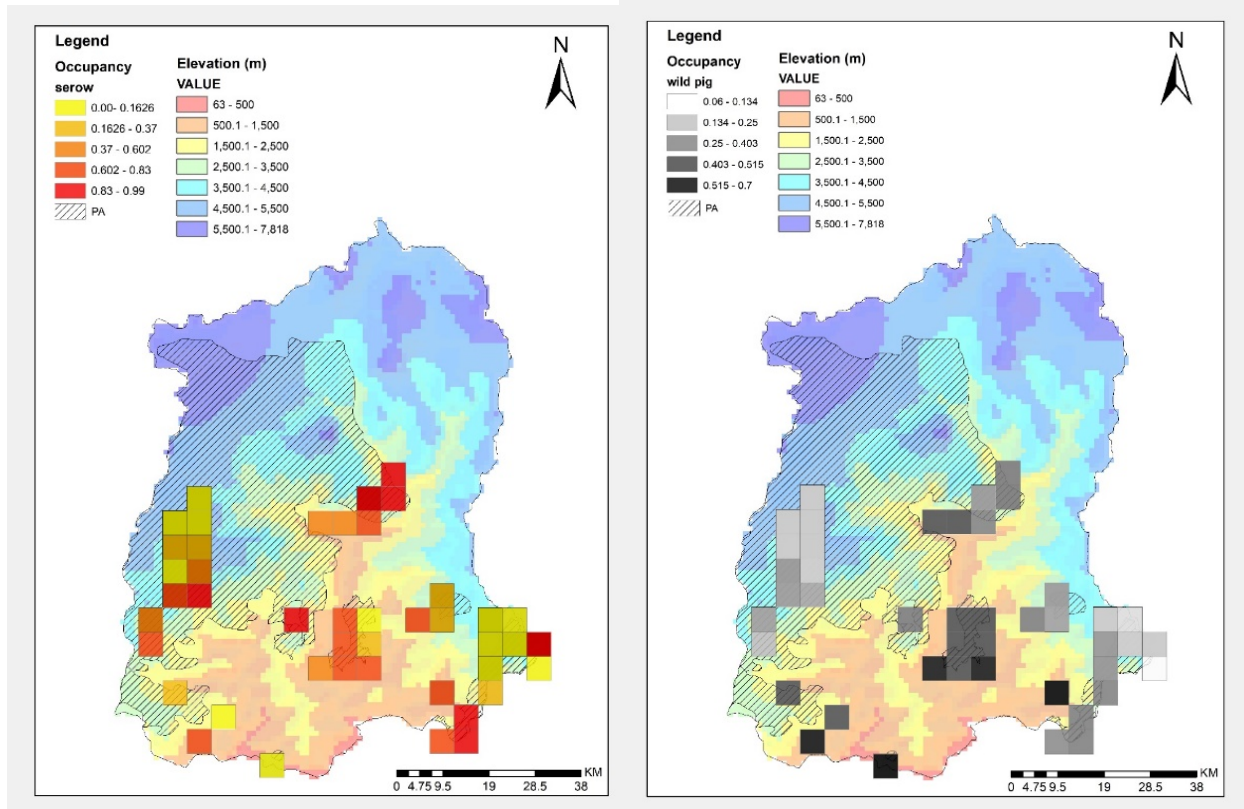 Legend
Occupancy
serow
0.00- 0.1626
0.1626 - 0.37
0.37 - 0.602
0.602 - 0.83
0.83 - 0.99
PA
Elevation (m)
VALUE
63 - 500
500.1 - 1,500
1,500.1 - 2,500
2,500.1 - 3,500
3,500.1 - 4,500
4,500.1 - 5,500
5,500.1 - 7,818
N
KM
0 4.75 9.5 19 28.5 38
Legend
Occupancy
wild pig
0.06 - 0.134
0.134 - 0.25
0.25 - 0.403
0.403 - 0.515
0.515 - 0.7
PA
Elevation (m)
VALUE
63 - 500
500.1 - 1,500
1,500.1 - 2,500
2,500.1 - 3,500
3,500.1 - 4,500
4,500.1 - 5,500
5,500.1 - 7,818
N
KM
0 4.75 9.5 19 28.5 38